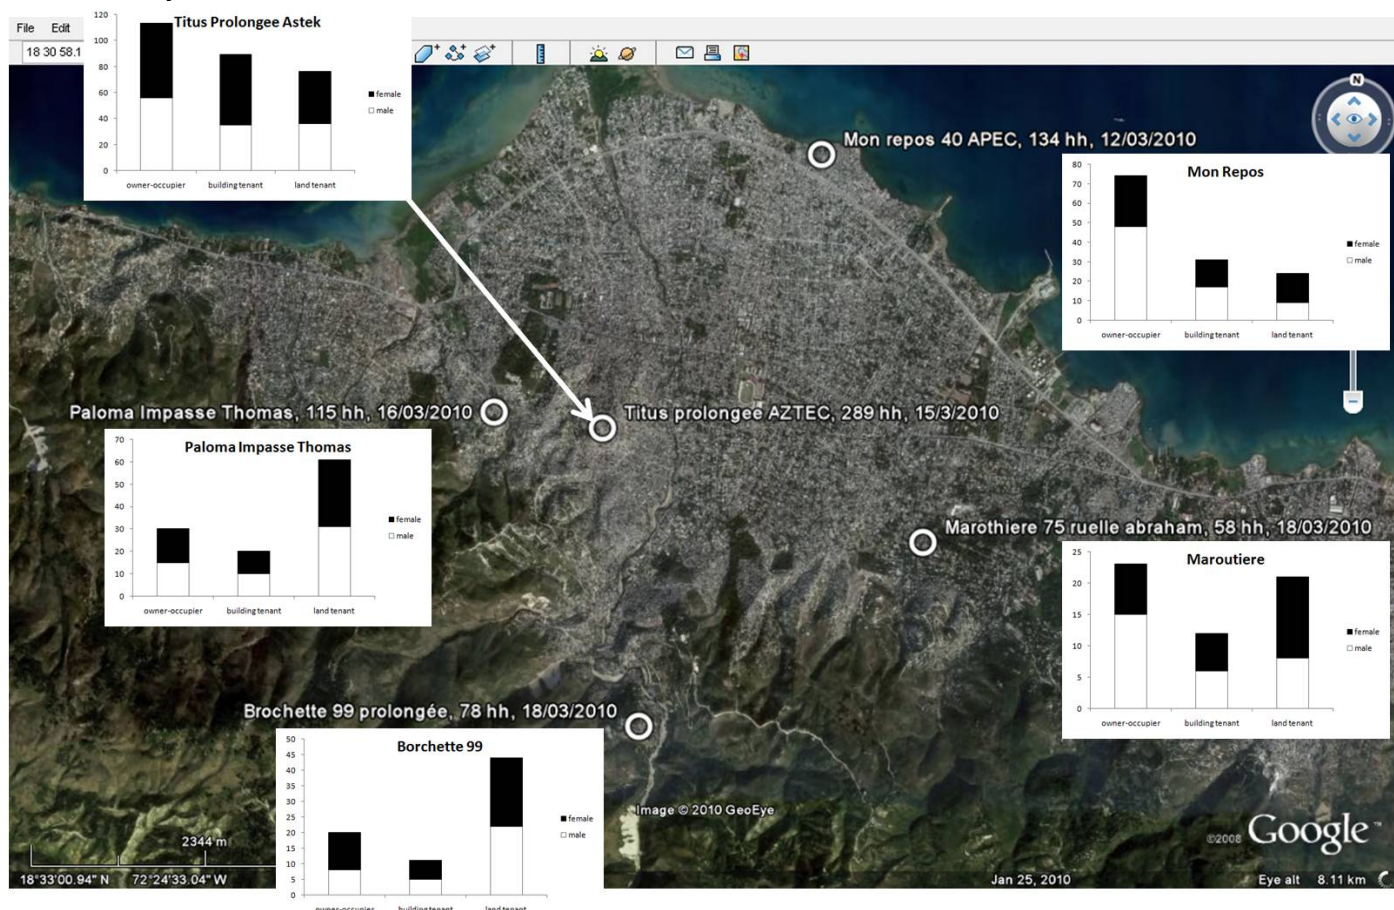 File Edit
18 30 58.1
Titus Prolongee Astek
120
100
80
60
40
20
0
owner-occupier building tenant land tenant
female
male
N
Mon repos 40 APEC, 134 hh, 12/03/2010
Mon Repos
80
70
60
50
40
30
20
10
0
owner-occupier building tenant land tenant
female
male
Paloma Impasse Thomas, 115 hh, 16/03/2010
Titus prolongee AZTEC, 289 hh, 15/3/2010
Paloma Impasse Thomas
70
60
50
40
30
20
10
0
owner-occupier building tenant land tenant
female
male
Marothiere 75 ruelle abraham, 58 hh, 18/03/2010
Maroutiere
25
20
15
10
5
0
owner-occupier building tenant land tenant
female
male
Brochette 99 prolongée, 78 hh, 18/03/2010
Borchette 99
50
45
40
35
30
25
20
15
10
5
0
owner-occupier building tenant land tenant
female
male
Image © 2010 GeoEye
©2008 Google™
2344 m
18°33'00.94" N 72°24'33.04" W
Jan 25, 2010
Eye alt 8.11 km